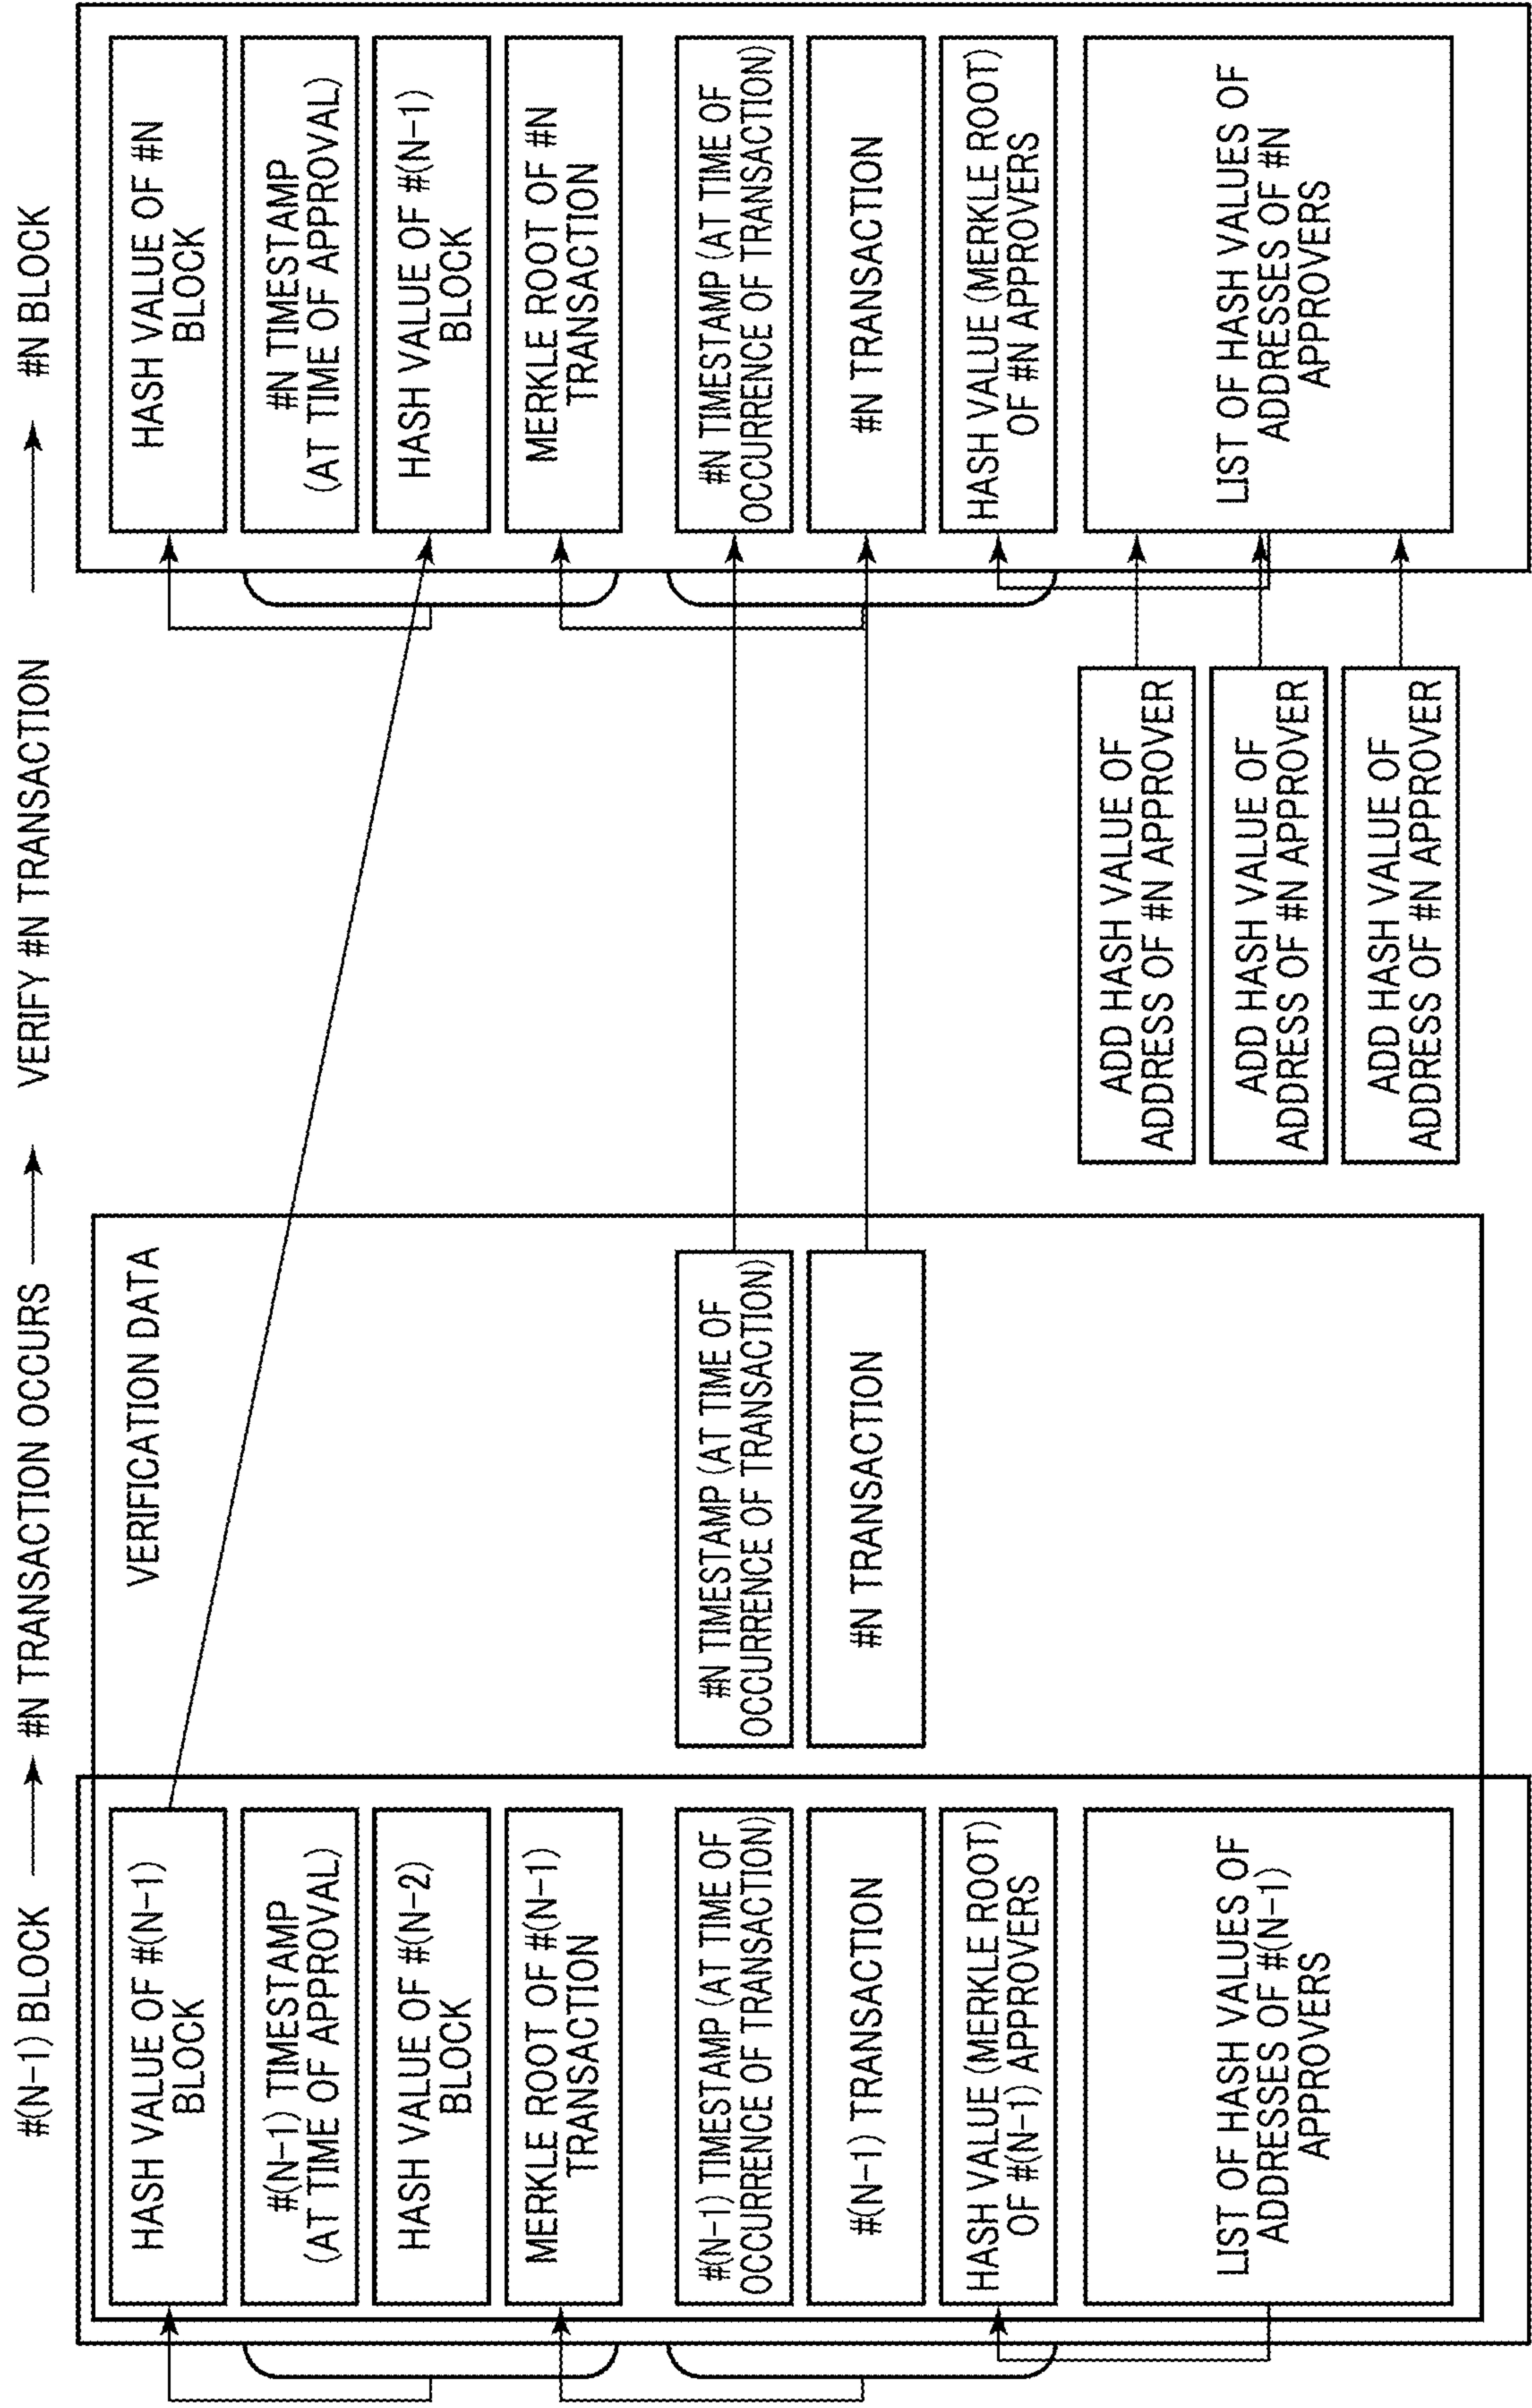 #(N-1) BLOCK
#N TRANSACTION OCCURS
VERIFY #N TRANSACTION
#N BLOCK
HASH VALUE OF #(N-1)
BLOCK
#(N-1) TIMESTAMP
(AT TIME OF APPROVAL)
HASH VALUE OF #(N-2)
BLOCK
MERKLE ROOT OF #(N-1)
TRANSACTION
#(N-1) TIMESTAMP (AT TIME OF
OCCURRENCE OF TRANSACTION)
#(N-1) TRANSACTION
HASH VALUE (MERKLE ROOT)
OF #(N-1) APPROVERS
LIST OF HASH VALUES OF
ADDRESSES OF #(N-1)
APPROVERS
VERIFICATION DATA
#N TIMESTAMP (AT TIME OF
OCCURRENCE OF TRANSACTION)
#N TRANSACTION
ADD HASH VALUE OF
ADDRESS OF #N APPROVER
ADD HASH VALUE OF
ADDRESS OF #N APPROVER
ADD HASH VALUE OF
ADDRESS OF #N APPROVER
HASH VALUE OF #N
BLOCK
#N TIMESTAMP
(AT TIME OF APPROVAL)
HASH VALUE OF #(N-1)
BLOCK
MERKLE ROOT OF #N
TRANSACTION
#N TIMESTAMP (AT TIME OF
OCCURRENCE OF TRANSACTION)
#N TRANSACTION
HASH VALUE (MERKLE ROOT)
OF #N APPROVERS
LIST OF HASH VALUES OF
ADDRESSES OF #N
APPROVERS